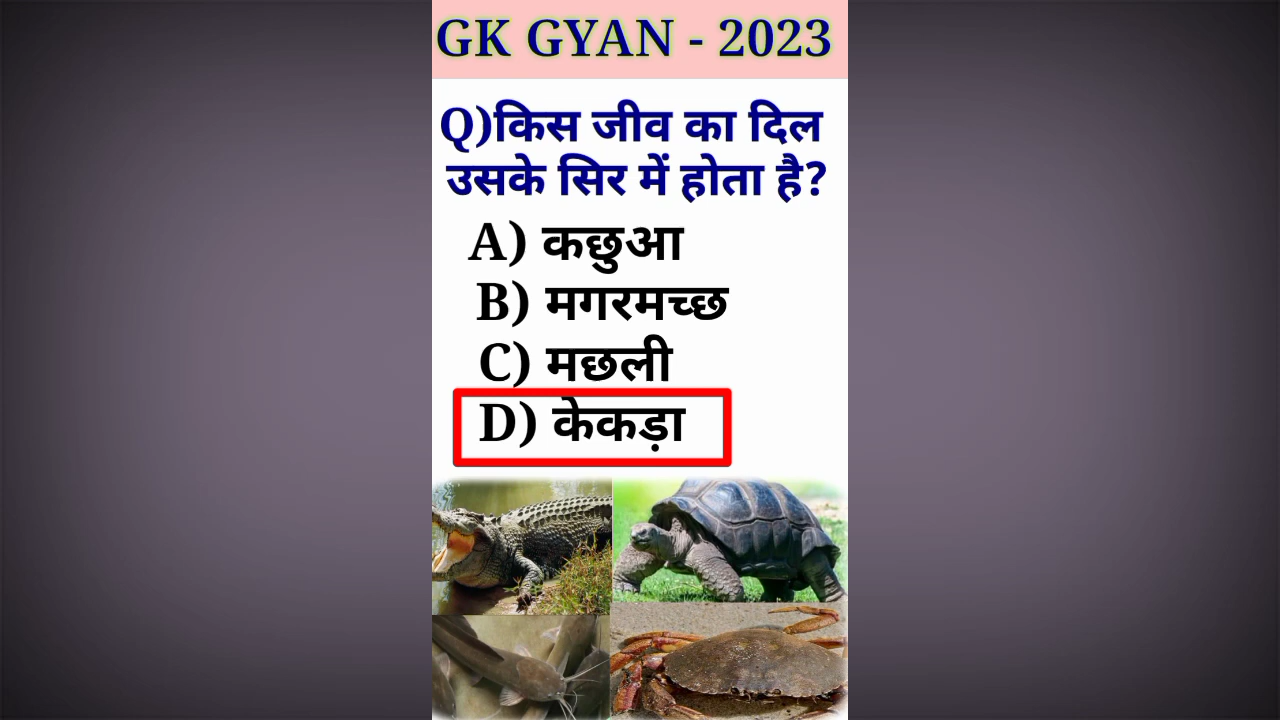 GK GYAN - 2023
Q)किस जीव का दिल
उसके सिर में होता है?
A) कछुआ
B) मगरमच्छ
C) मछली
D) केकड़ा